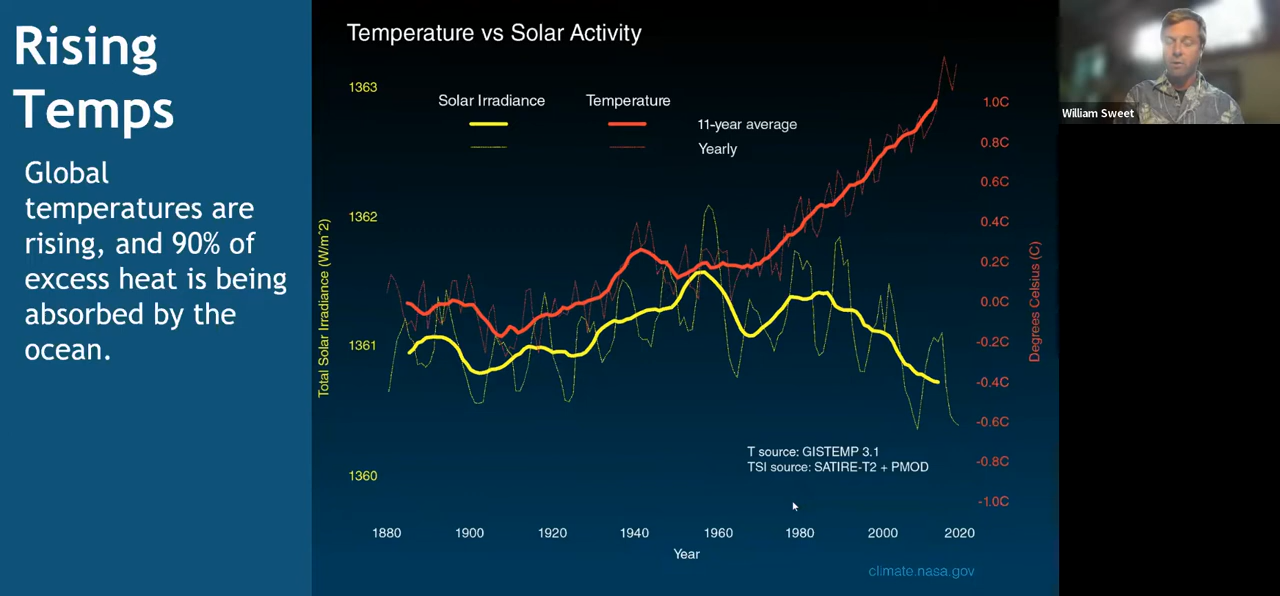 Rising
Temps
Global
temperatures are
rising, and 90% of
excess heat is being
absorbed by the
ocean.
Temperature vs Solar Activity
Solar Irradiance
Temperature
11-year average
Yearly
Total Solar Irradiance (W/m^2)
1363
1362
1361
1360
1.0C
0.8C
0.6C
0.4C
0.2C
0.0C
-0.2C
-0.4C
-0.6C
-0.8C
-1.0C
Degrees Celsius (C)
T source: GISTEMP 3.1
TSI source: SATIRE-T2 + PMOD
1880 1900 1920 1940 1960 1980 2000 2020
Year
climate.nasa.gov
William Sweet